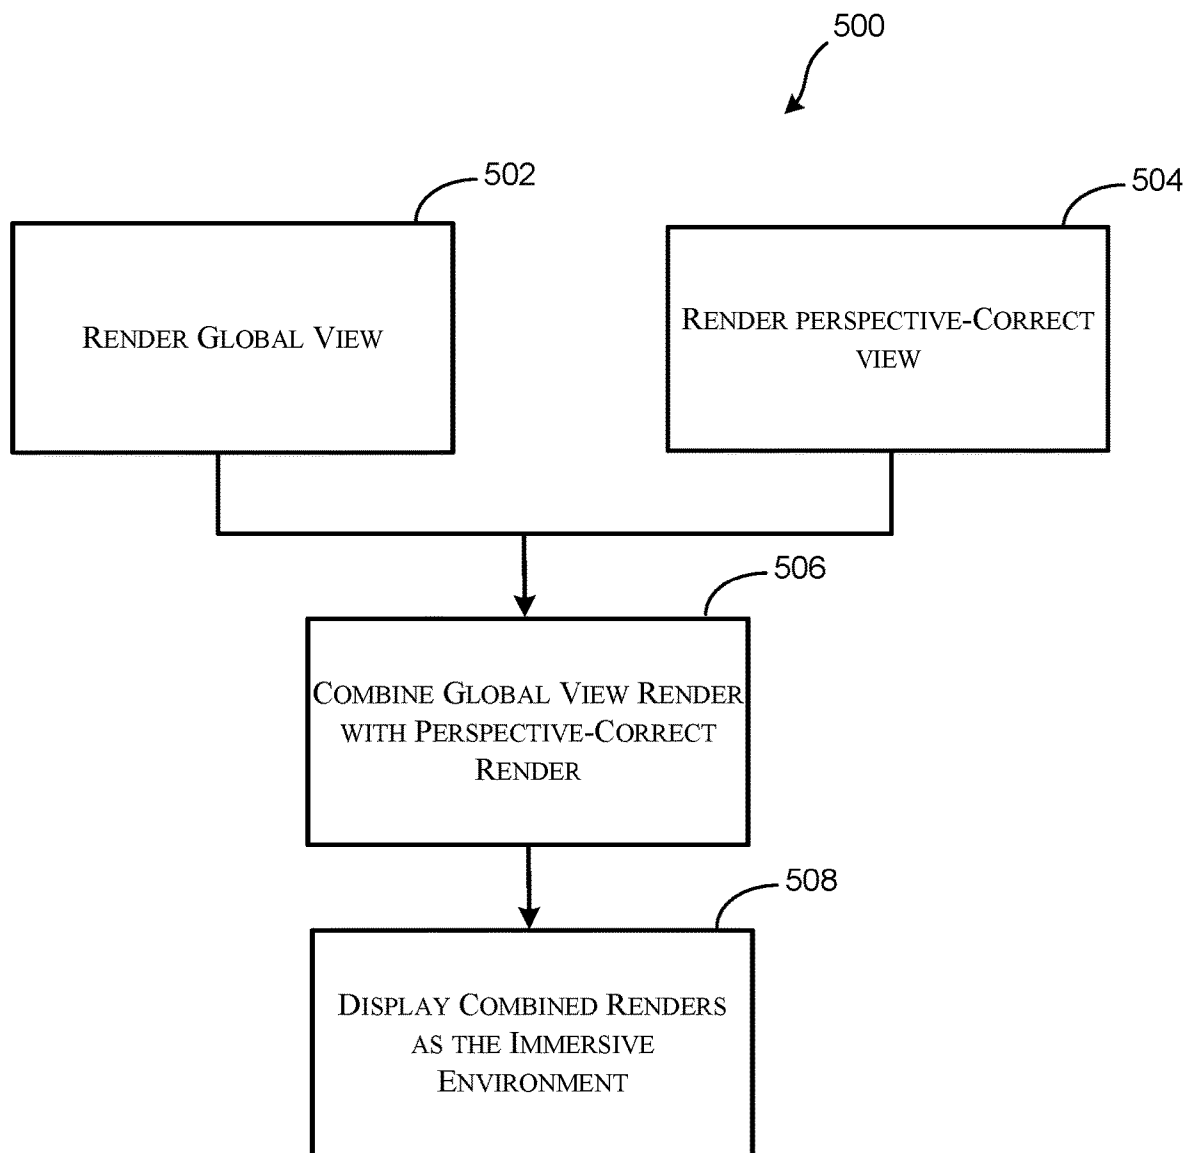 500
502
504
RENDER GLOBAL VIEW
RENDER PERSPECTIVE-CORRECT
VIEW
506
COMBINE GLOBAL VIEW RENDER
WITH PERSPECTIVE-CORRECT
RENDER
508
DISPLAY COMBINED RENDERS
AS THE IMMERSIVE
ENVIRONMENT